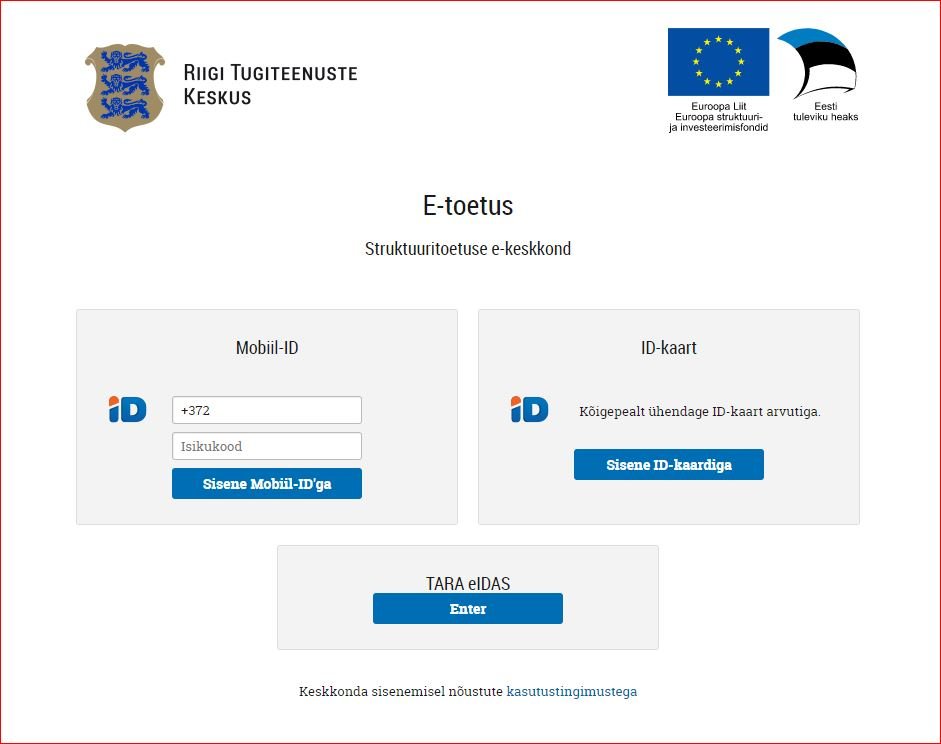 RIIGI TUGITEENUSTE
KESKUS
Euroopa Liit
Euroopa struktuuri-
ja investeerimisfondid
Eesti
tuleviku heaks
E-toetus
Struktuuritoetuse e-keskkond
Mobiil-ID
iD
+372
Isikukood
Sisene Mobiil-ID'ga
ID-kaart
iD
Kõigepealt ühendage ID-kaart arvutiga.
Sisene ID-kaardiga
TARA eIDAS
Enter
Keskkonda sisenemisel nõustute kasutustingimustega